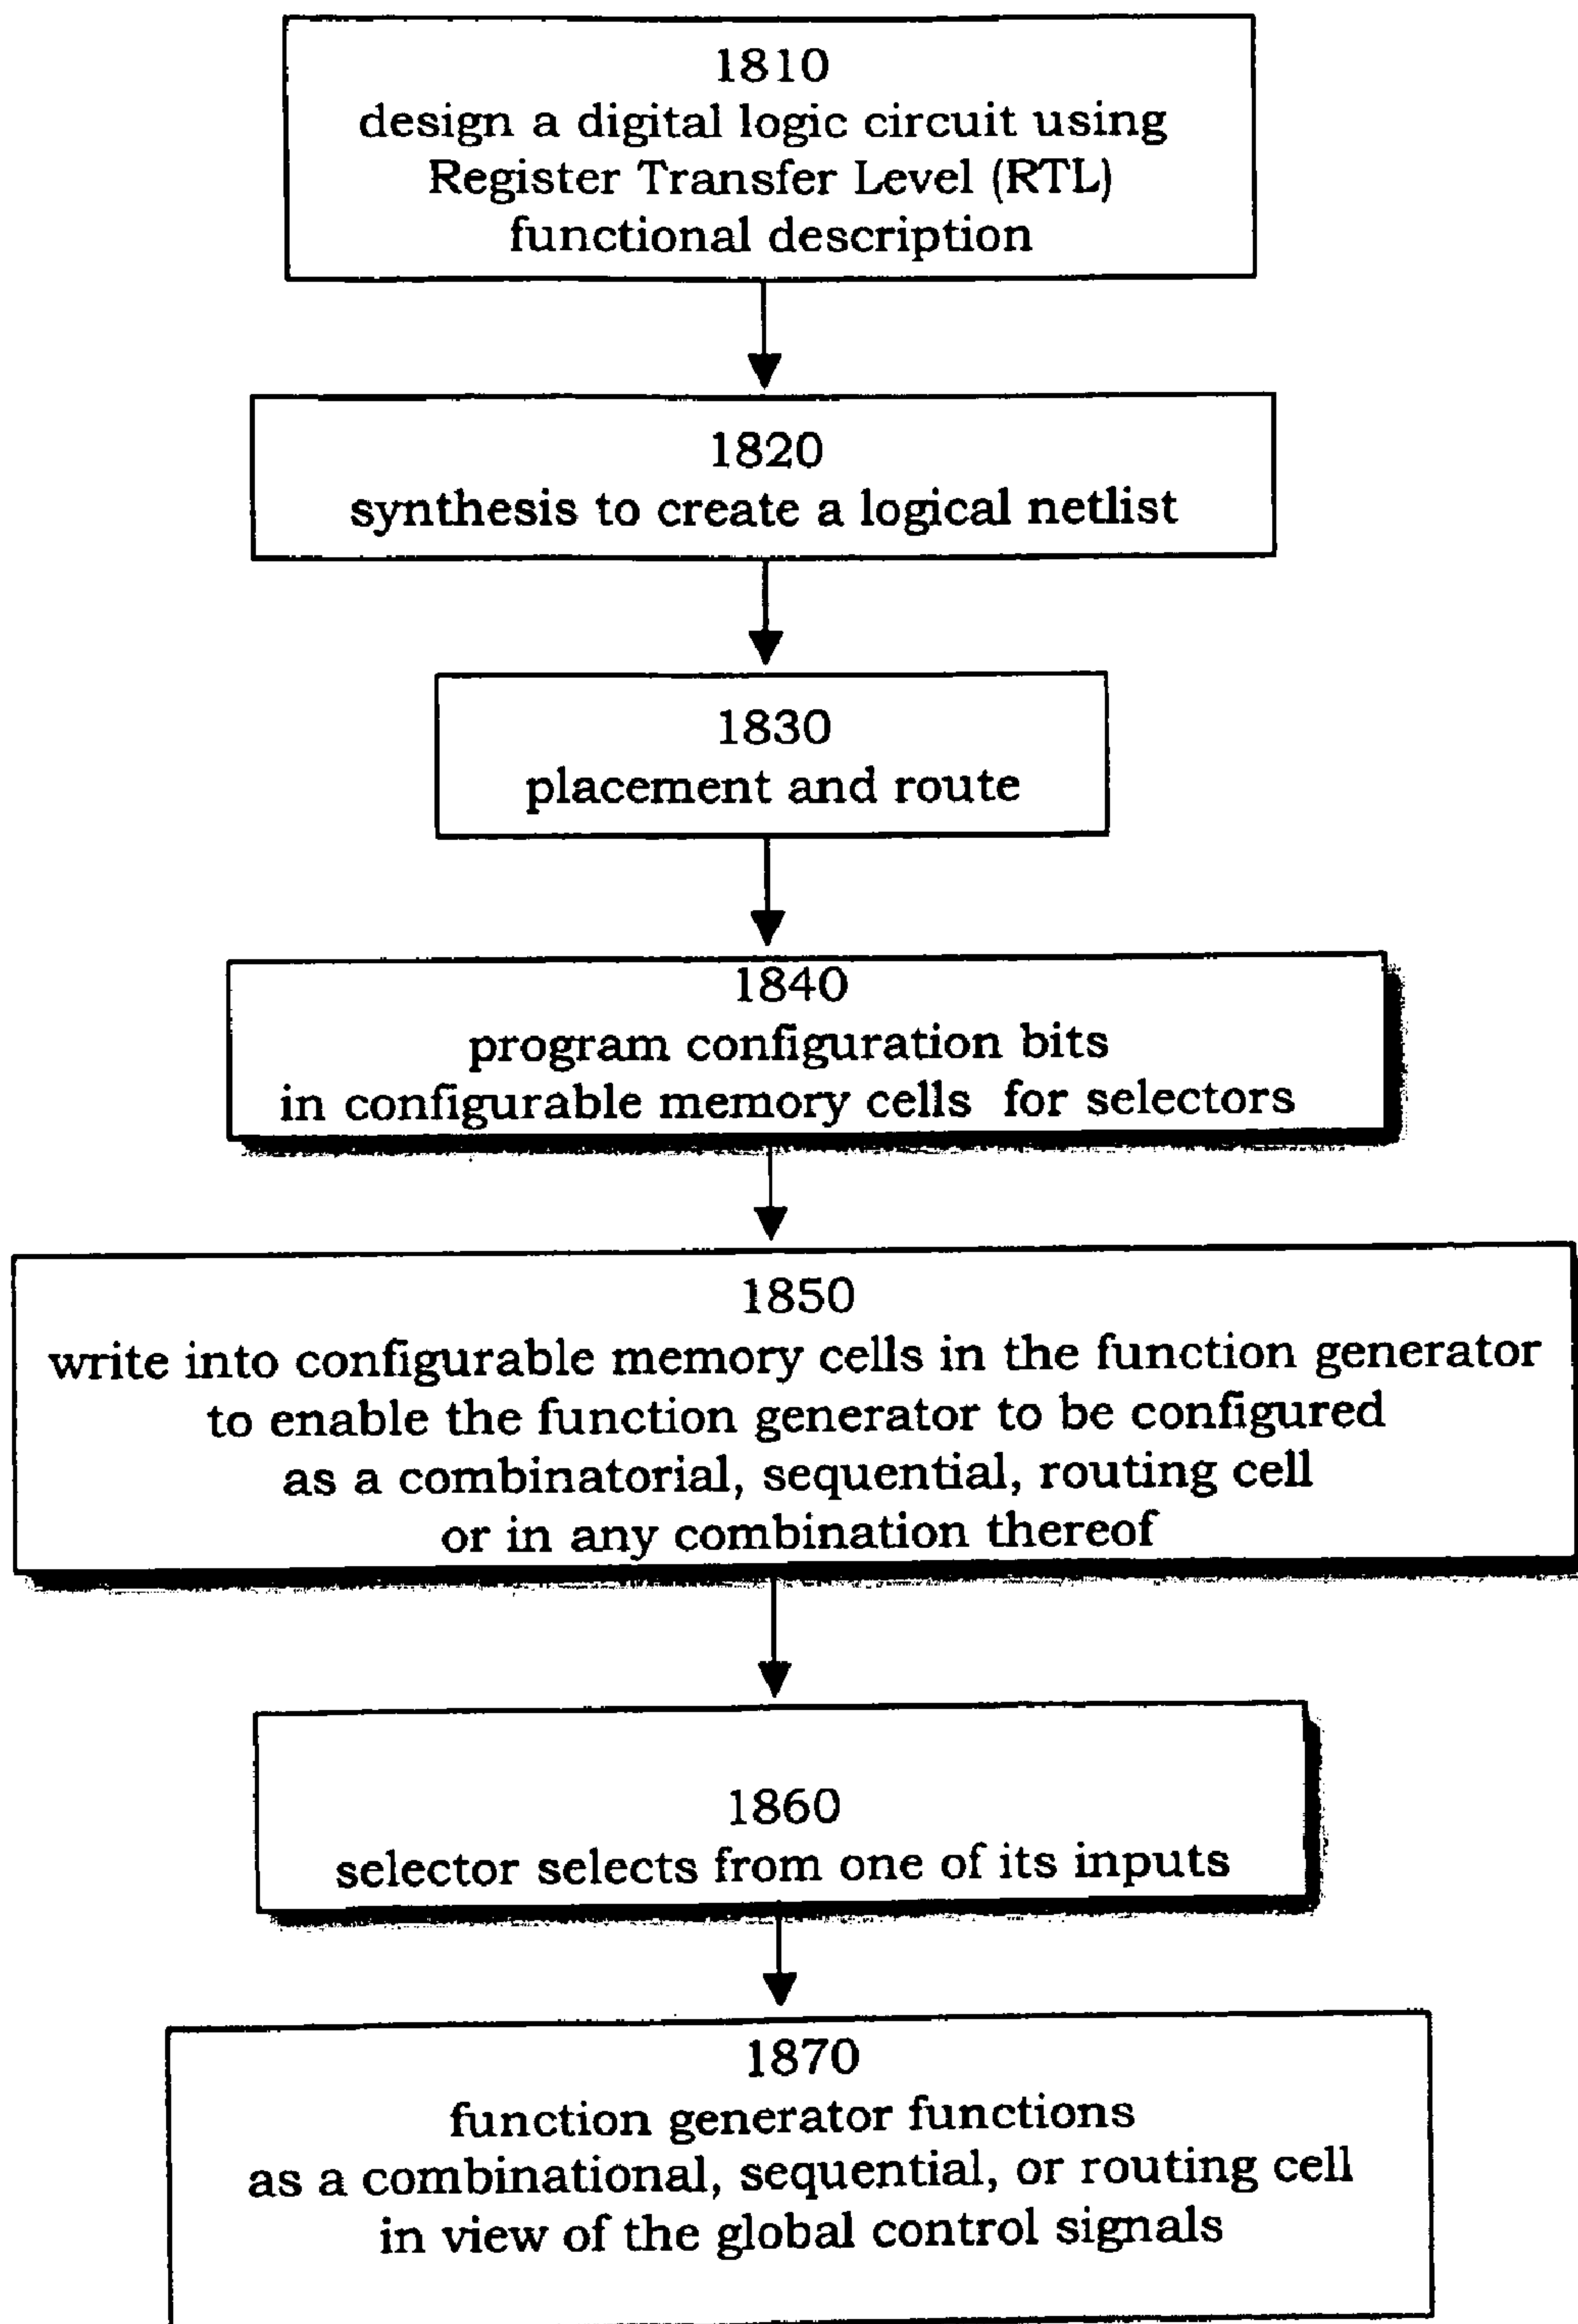 1810
design a digital logic circuit using
Register Transfer Level (RTL)
functional description
1820
synthesis to create a logical netlist
1830
placement and route
1840
program configuration bits
in configurable memory cells for selectors
1850
write into configurable memory cells in the function generator
to enable the function generator to be configured
as a combinatorial, sequential, routing cell
or in any combination thereof
1860
selector selects from one of its inputs
1870
function generator functions
as a combinational, sequential, or routing cell
in view of the global control signals